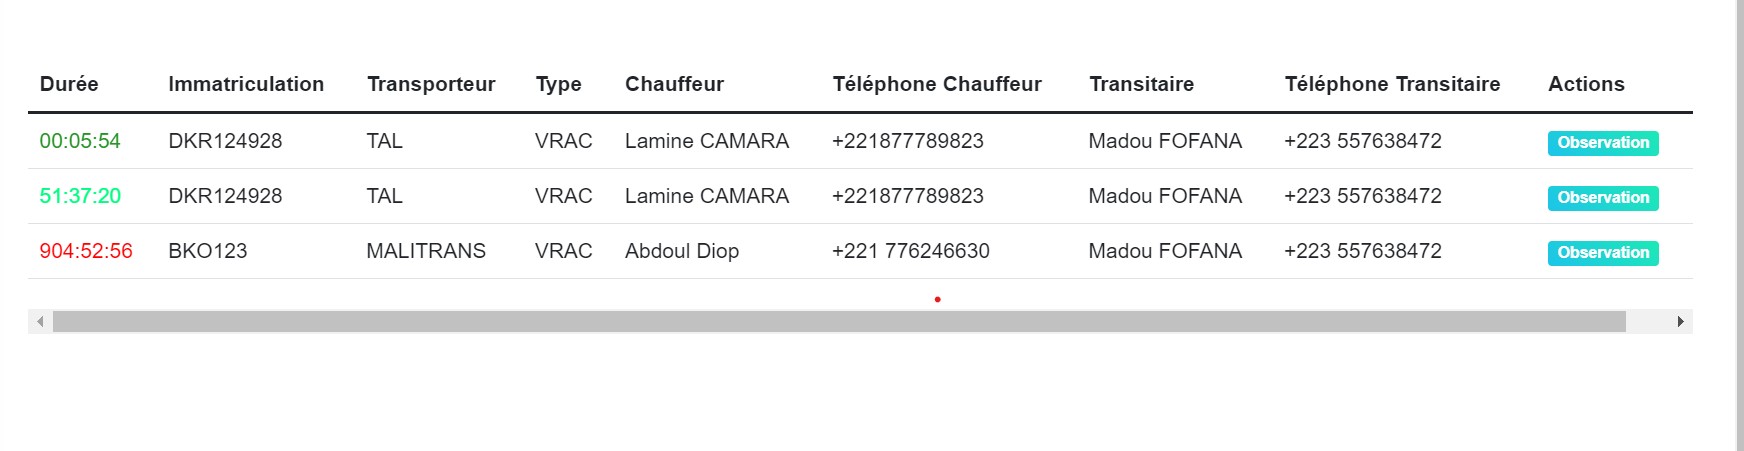 Durée Immatriculation Transporteur Type Chauffeur Téléphone Chauffeur Transitaire Téléphone Transitaire Actions
00:05:54 DKR124928 TAL VRAC Lamine CAMARA +221877789823 Madou FOFANA +223 557638472 Observation
51:37:20 DKR124928 TAL VRAC Lamine CAMARA +221877789823 Madou FOFANA +223 557638472 Observation
904:52:56 BKO123 MALITRANS VRAC Abdoul Diop +221 776246630 Madou FOFANA +223 557638472 Observation